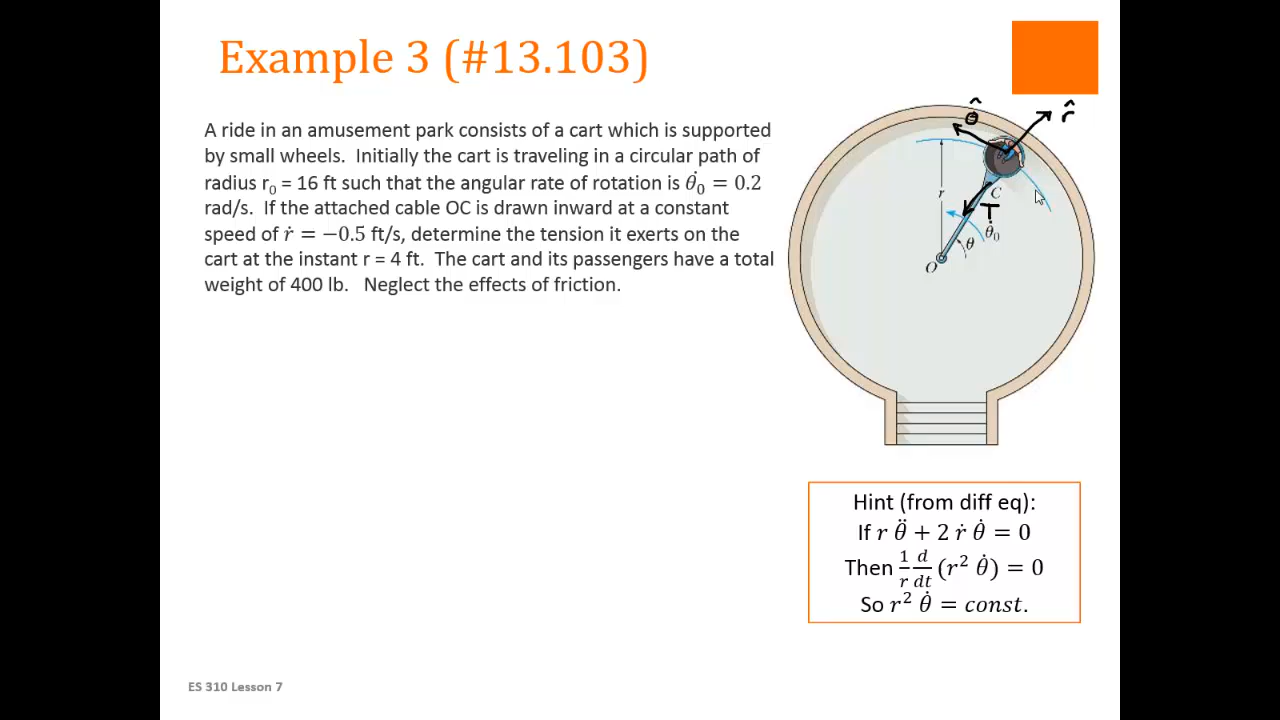 Example 3 (#13.103)
A ride in an amusement park consists of a cart which is supported
by small wheels. Initially the cart is traveling in a circular path of
radius r₀ = 16 ft such that the angular rate of rotation is θ̇₀ = 0.2
rad/s. If the attached cable OC is drawn inward at a constant
speed of ṙ = −0.5 ft/s, determine the tension it exerts on the
cart at the instant r = 4 ft. The cart and its passengers have a total
weight of 400 lb. Neglect the effects of friction.
θ̂
r̂
r
C
T
θ̇₀
θ
O
Hint (from diff eq):
If r θ̈ + 2 ṙ θ̇ = 0
Then 1/r d/dt (r² θ̇) = 0
So r² θ̇ = const.
ES 310 Lesson 7